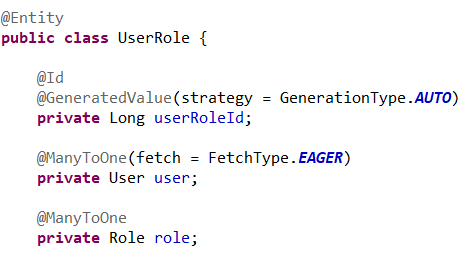 @Entity
public class UserRole {
@Id
@GeneratedValue(strategy = GenerationType.AUTO)
private Long userRoleId;
@ManyToOne(fetch = FetchType.EAGER)
private User user;
@ManyToOne
private Role role;